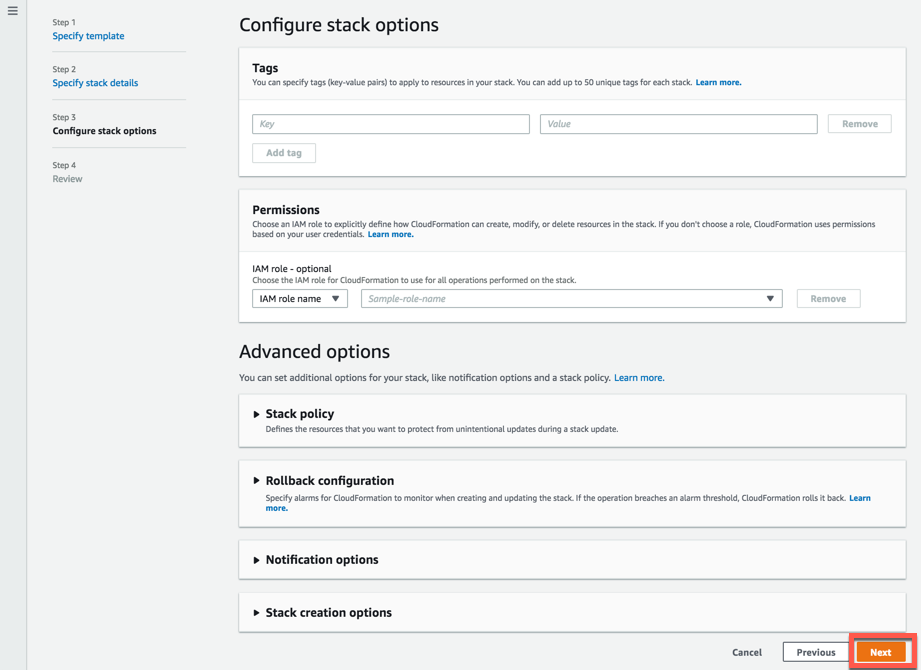 Step 1
Specify template
Step 2
Specify stack details
Step 3
Configure stack options
Step 4
Review
Configure stack options
Tags
You can specify tags (key-value pairs) to apply to resources in your stack. You can add up to 50 unique tags for each stack. Learn more.
Key
Value
Remove
Add tag
Permissions
Choose an IAM role to explicitly define how CloudFormation can create, modify, or delete resources in the stack. If you don't choose a role, CloudFormation uses permissions
based on your user credentials. Learn more.
IAM role - optional
Choose the IAM role for CloudFormation to use for all operations performed on the stack.
IAM role name
Sample-role-name
Remove
Advanced options
You can set additional options for your stack, like notification options and a stack policy. Learn more.
Stack policy
Defines the resources that you want to protect from unintentional updates during a stack update.
Rollback configuration
Specify alarms for CloudFormation to monitor when creating and updating the stack. If the operation breaches an alarm threshold, CloudFormation rolls it back. Learn
more.
Notification options
Stack creation options
Cancel
Previous
Next